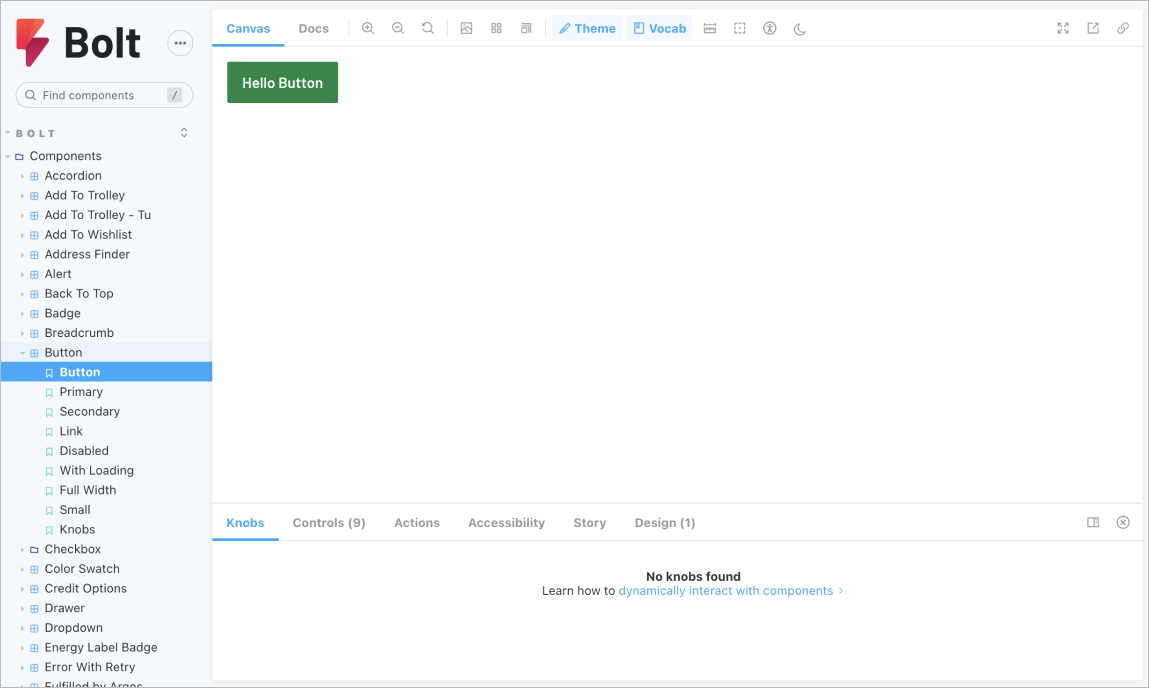 Bolt
Find components /
BOLT
Components
Accordion
Add To Trolley
Add To Trolley - Tu
Add To Wishlist
Address Finder
Alert
Back To Top
Badge
Breadcrumb
Button
Button
Primary
Secondary
Link
Disabled
With Loading
Full Width
Small
Knobs
Checkbox
Color Swatch
Credit Options
Drawer
Dropdown
Energy Label Badge
Error With Retry
Fulfilled by Argos
Canvas Docs Theme Vocab
Hello Button
Knobs Controls (9) Actions Accessibility Story Design (1)
No knobs found
Learn how to dynamically interact with components